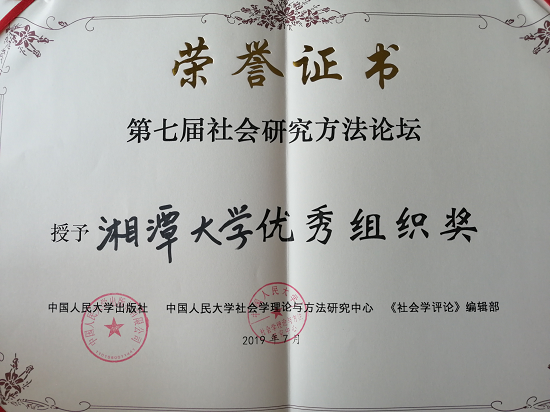 荣誉证书
第七届社会研究方法论坛
授予 湘潭大学优秀组织奖
中国人民大学出版社 中国人民大学社会学理论与方法研究中心 《社会学评论》编辑部
2019年7月